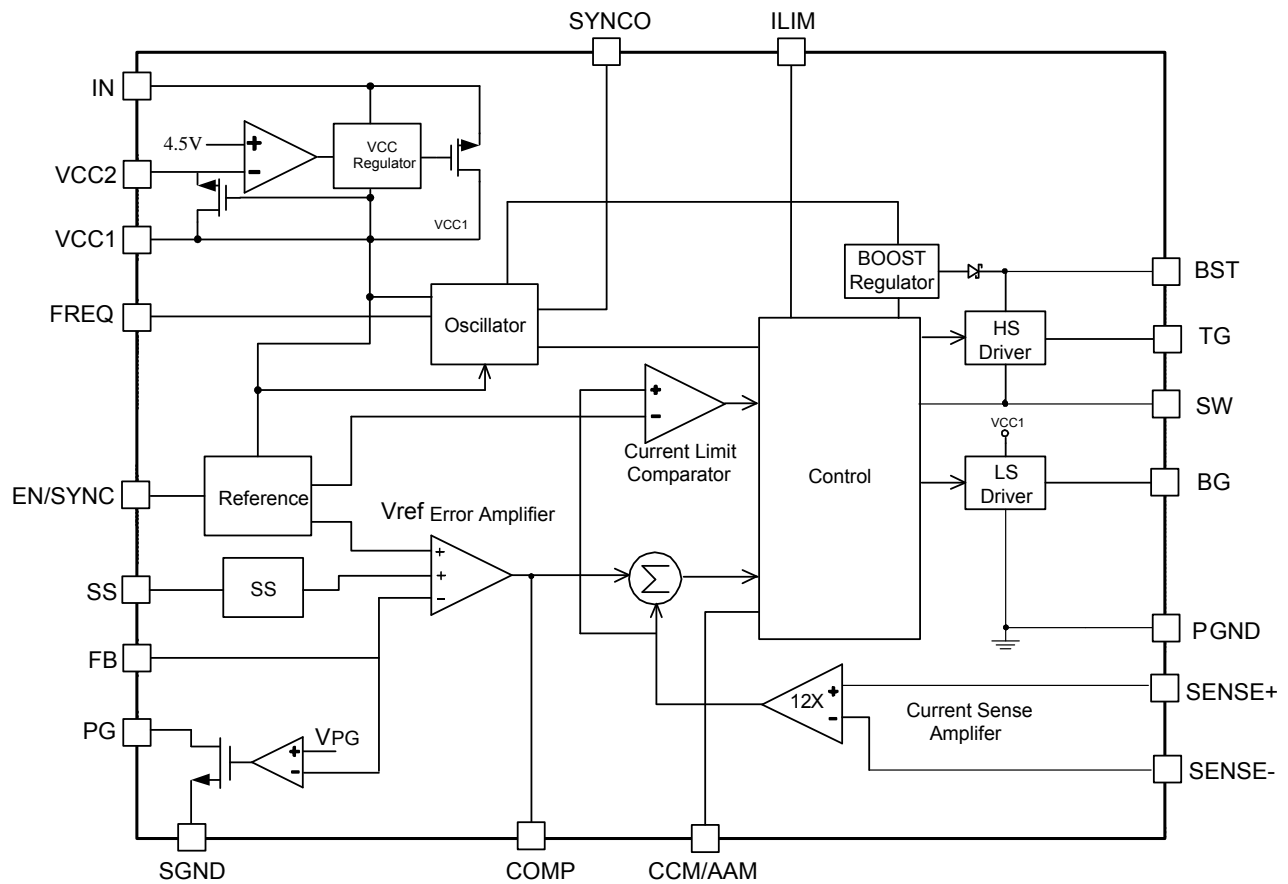 SYNCO
ILIM
IN
4.5V
+
-
VCC
Regulator
VCC2
VCC1
VCC1
BOOST
Regulator
BST
FREQ
Oscillator
HS
Driver
TG
+
-
SW
Current Limit
Comparator
VCC1
Control
LS
Driver
BG
EN/SYNC
Reference
Vref Error Amplifier
+
+
-
SS
SS
Σ
PGND
FB
12X
+
-
SENSE+
Current Sense
Amplifer
PG
VPG
+
-
SENSE-
SGND
COMP
CCM/AAM